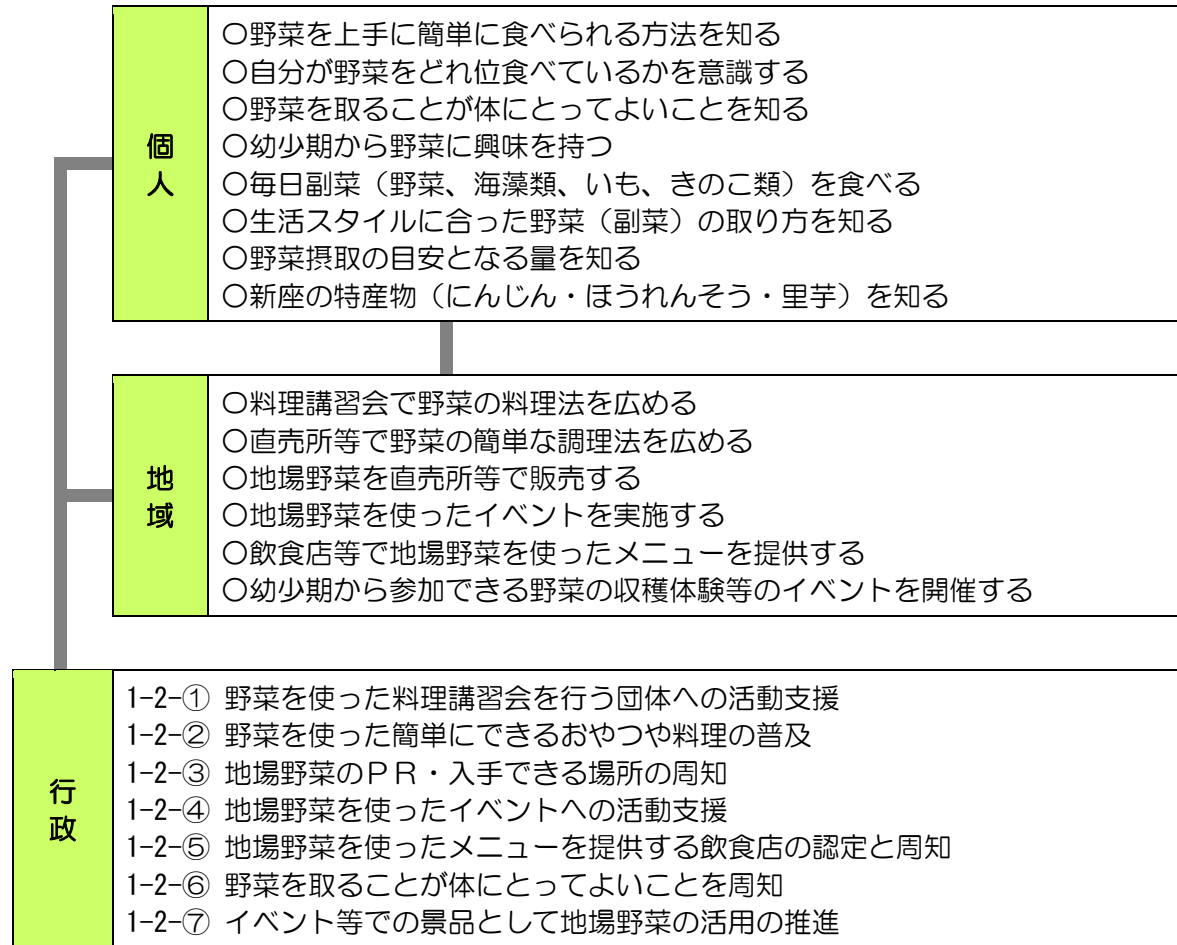 個人
〇野菜を上手に簡単に食べられる方法を知る
〇自分が野菜をどれ位食べているかを意識する
〇野菜を取ることが体にとってよいことを知る
〇幼少期から野菜に興味を持つ
〇毎日副菜（野菜、海藻類、いも、きのこ類）を食べる
〇生活スタイルに合った野菜（副菜）の取り方を知る
〇野菜摂取の目安となる量を知る
〇新座の特産物（にんじん・ほうれんそう・里芋）を知る
地域
〇料理講習会で野菜の料理法を広める
〇直売所等で野菜の簡単な調理法を広める
〇地場野菜を直売所等で販売する
〇地場野菜を使ったイベントを実施する
〇飲食店等で地場野菜を使ったメニューを提供する
〇幼少期から参加できる野菜の収穫体験等のイベントを開催する
行政
1-2-① 野菜を使った料理講習会を行う団体への活動支援
1-2-② 野菜を使った簡単にできるおやつや料理の普及
1-2-③ 地場野菜のＰＲ・入手できる場所の周知
1-2-④ 地場野菜を使ったイベントへの活動支援
1-2-⑤ 地場野菜を使ったメニューを提供する飲食店の認定と周知
1-2-⑥ 野菜を取ることが体にとってよいことを周知
1-2-⑦ イベント等での景品として地場野菜の活用の推進